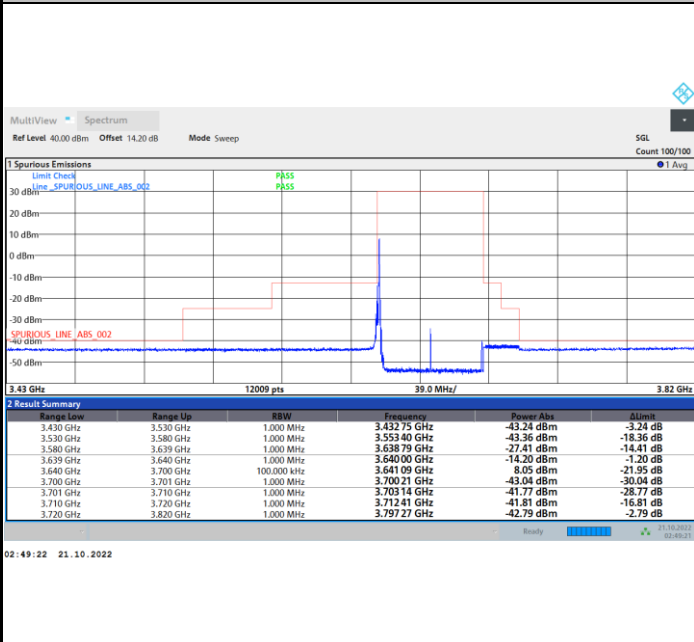 MultiView Spectrum
Ref Level 40.00 dBm Offset 14.20 dB Mode Sweep SGL
Count 100/100
1 Spurious Emissions 1 Avg
Limit Check PASS
Line _SPURIOUS_LINE_ABS_002 PASS
30 dBm
20 dBm
10 dBm
0 dBm
-10 dBm
-20 dBm
-30 dBm
_SPURIOUS_LINE_ABS_002
-40 dBm
-50 dBm
3.43 GHz 12009 pts 39.0 MHz/ 3.82 GHz
2 Result Summary
Range Low Range Up RBW Frequency Power Abs ΔLimit
3.430 GHz 3.530 GHz 1.000 MHz 3.432 75 GHz -43.24 dBm -3.24 dB
3.530 GHz 3.580 GHz 1.000 MHz 3.553 40 GHz -43.36 dBm -18.36 dB
3.580 GHz 3.639 GHz 1.000 MHz 3.638 79 GHz -27.41 dBm -14.41 dB
3.639 GHz 3.640 GHz 1.000 MHz 3.640 00 GHz -14.20 dBm -1.20 dB
3.640 GHz 3.700 GHz 100.000 kHz 3.641 09 GHz 8.05 dBm -21.95 dB
3.700 GHz 3.701 GHz 1.000 MHz 3.700 21 GHz -43.04 dBm -30.04 dB
3.701 GHz 3.710 GHz 1.000 MHz 3.703 14 GHz -41.77 dBm -28.77 dB
3.710 GHz 3.720 GHz 1.000 MHz 3.712 41 GHz -41.81 dBm -16.81 dB
3.720 GHz 3.820 GHz 1.000 MHz 3.797 27 GHz -42.79 dBm -2.79 dB
Ready 21.10.2022
02:49:21
02:49:22 21.10.2022